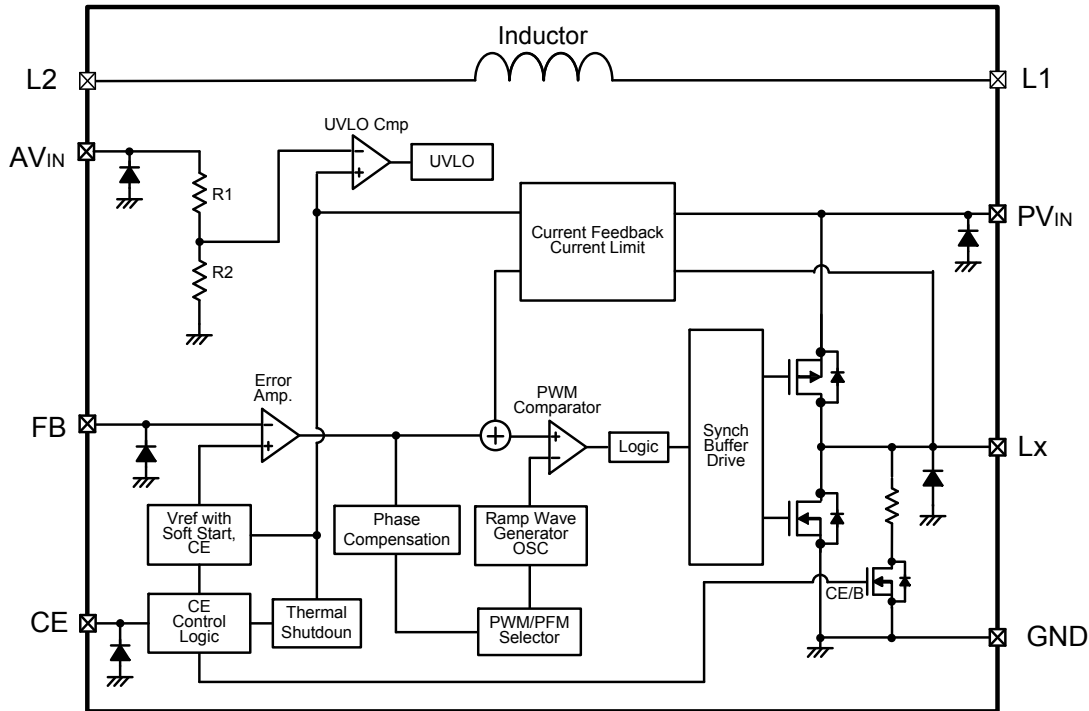 Inductor
L2
L1
UVLO Cmp
AVIN
UVLO
R1
PVIN
Current Feedback
Current Limit
R2
Error
Amp.
PWM
Comparator
FB
Logic
Synch
Buffer
Drive
Lx
Vref with
Soft Start,
CE
Phase
Compensation
Ramp Wave
Generator
OSC
CE/B
CE
CE
Control
Logic
Thermal
Shutdoun
PWM/PFM
Selector
GND